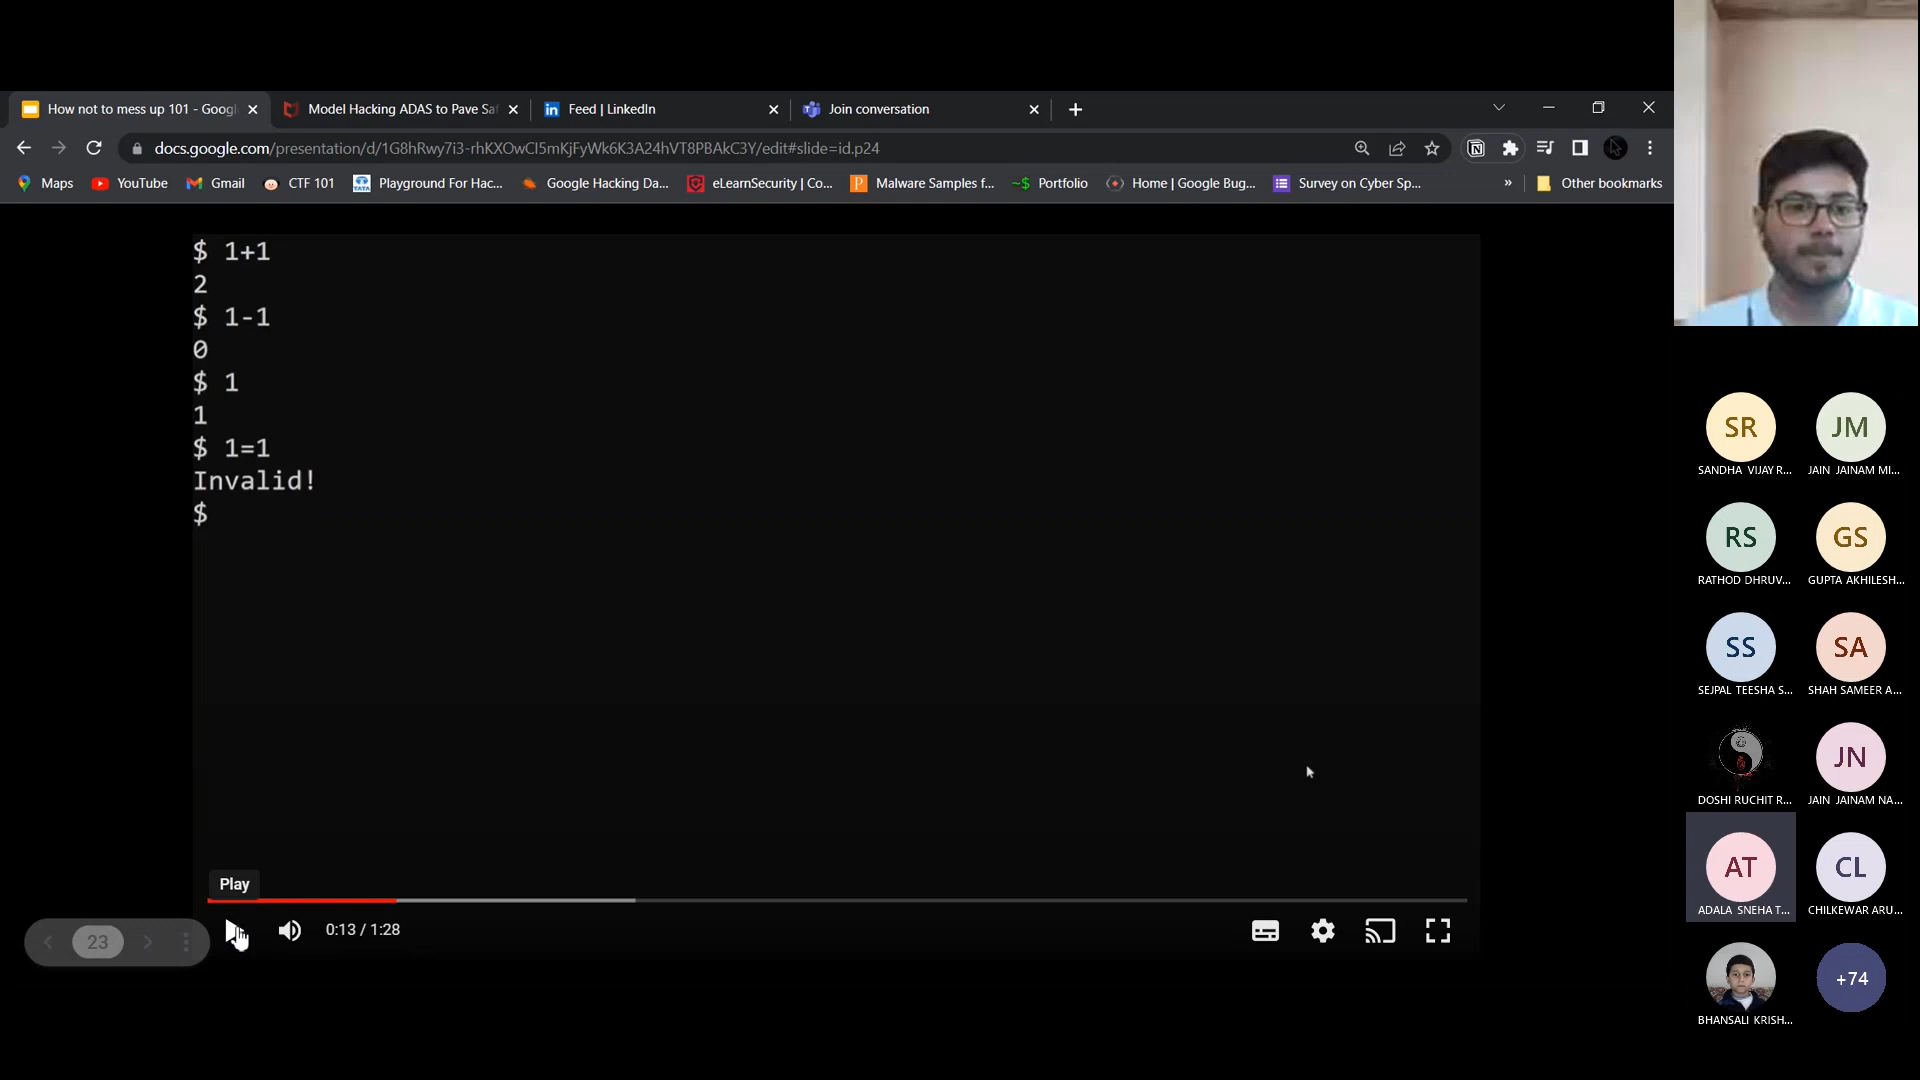 How not to mess up 101 - Goog
Model Hacking ADAS to Pave Sa
Feed | LinkedIn
Join conversation
docs.google.com/presentation/d/1G8hRwy7i3-rhKXOwCI5mKjFyWk6K3A24hVT8PBAkC3Y/edit#slide=id.p24
Maps
YouTube
Gmail
CTF 101
Playground For Hac...
Google Hacking Da...
eLearnSecurity | Co...
Malware Samples f...
~$ Portfolio
Home | Google Bug...
Survey on Cyber Sp...
»
Other bookmarks
$ 1+1
2
$ 1-1
0
$ 1
1
$ 1=1
Invalid!
$
Play
0:13 / 1:28
23
SR
SANDHA VIJAY R...
JM
JAIN JAINAM MI...
RS
RATHOD DHRUV...
GS
GUPTA AKHILESH...
SS
SEJPAL TEESHA S...
SA
SHAH SAMEER A...
DOSHI RUCHIT R...
JN
JAIN JAINAM NA...
AT
ADALA SNEHA T...
CL
CHILKEWAR ARU...
BHANSALI KRISH...
+74